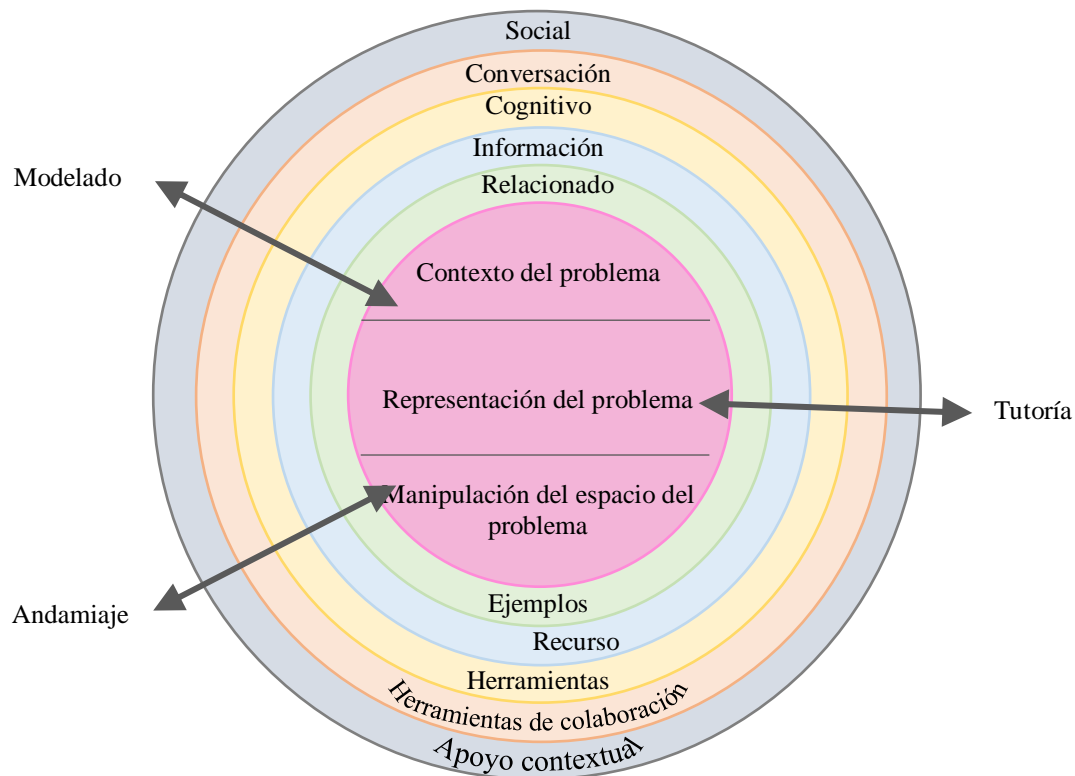 Social
Conversación
Cognitivo
Información
Relacionado
Modelado
Contexto del problema
Representación del problema
Tutoría
Manipulación del espacio del
problema
Andamiaje
Ejemplos
Recurso
Herramientas
Herramientas de colaboración
Apoyo contextual